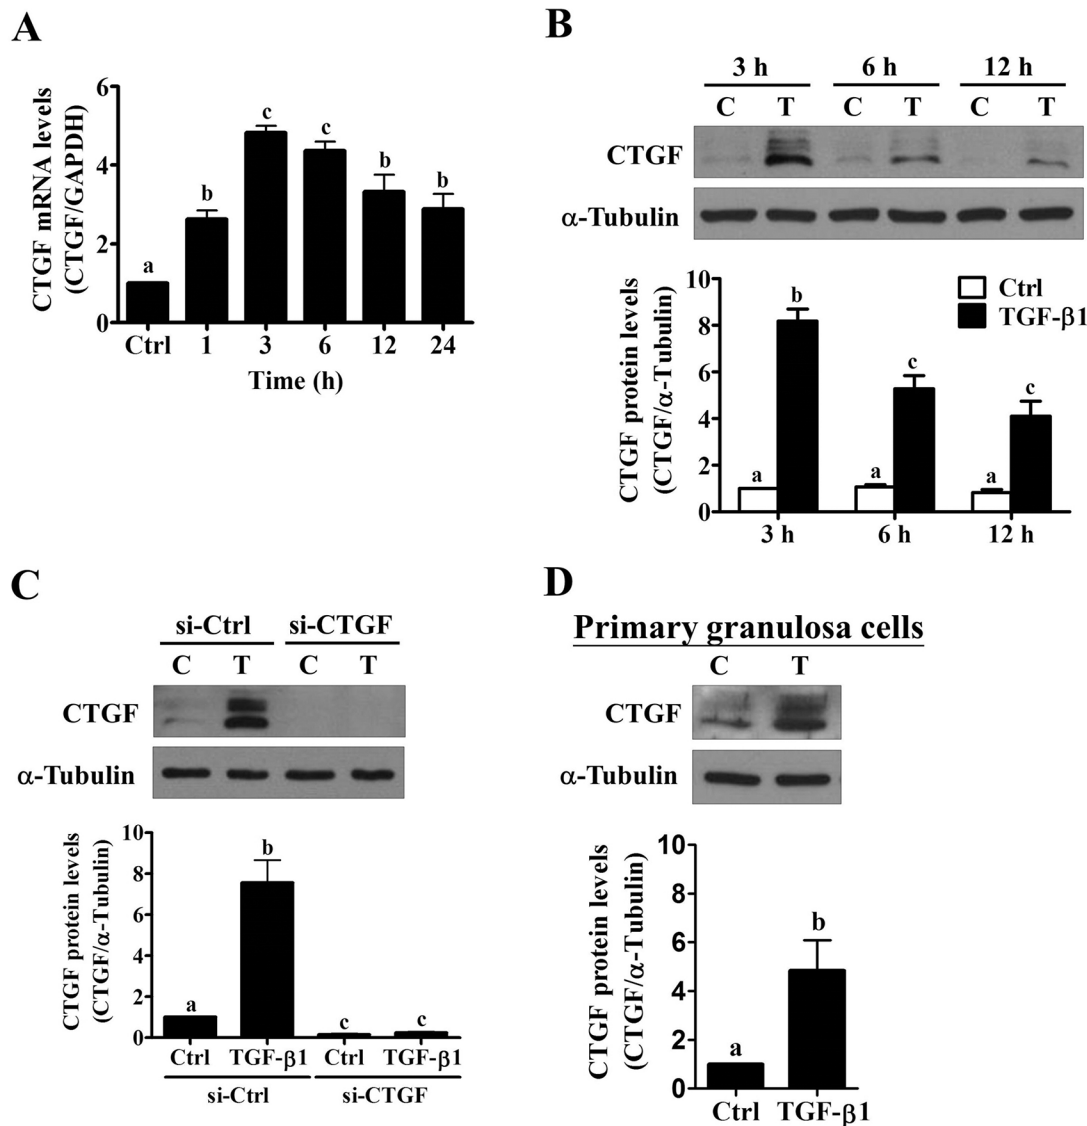 A
CTGF mRNA levels
(CTGF/GAPDH)
6
4
2
0
a
b
c
c
b
b
Ctrl 1 3 6 12 24
Time (h)
B
3 h 6 h 12 h
C T C T C T
CTGF
α-Tubulin
CTGF protein levels
(CTGF/α-Tubulin)
10
8
6
4
2
0
Ctrl
TGF-β1
a b a c a c
3 h 6 h 12 h
C
si-Ctrl si-CTGF
C T C T
CTGF
α-Tubulin
CTGF protein levels
(CTGF/α-Tubulin)
10
8
6
4
2
0
a b c c
Ctrl TGF-β1 Ctrl TGF-β1
si-Ctrl si-CTGF
D
Primary granulosa cells
C T
CTGF
α-Tubulin
CTGF protein levels
(CTGF/α-Tubulin)
10
8
6
4
2
0
a b
Ctrl TGF-β1